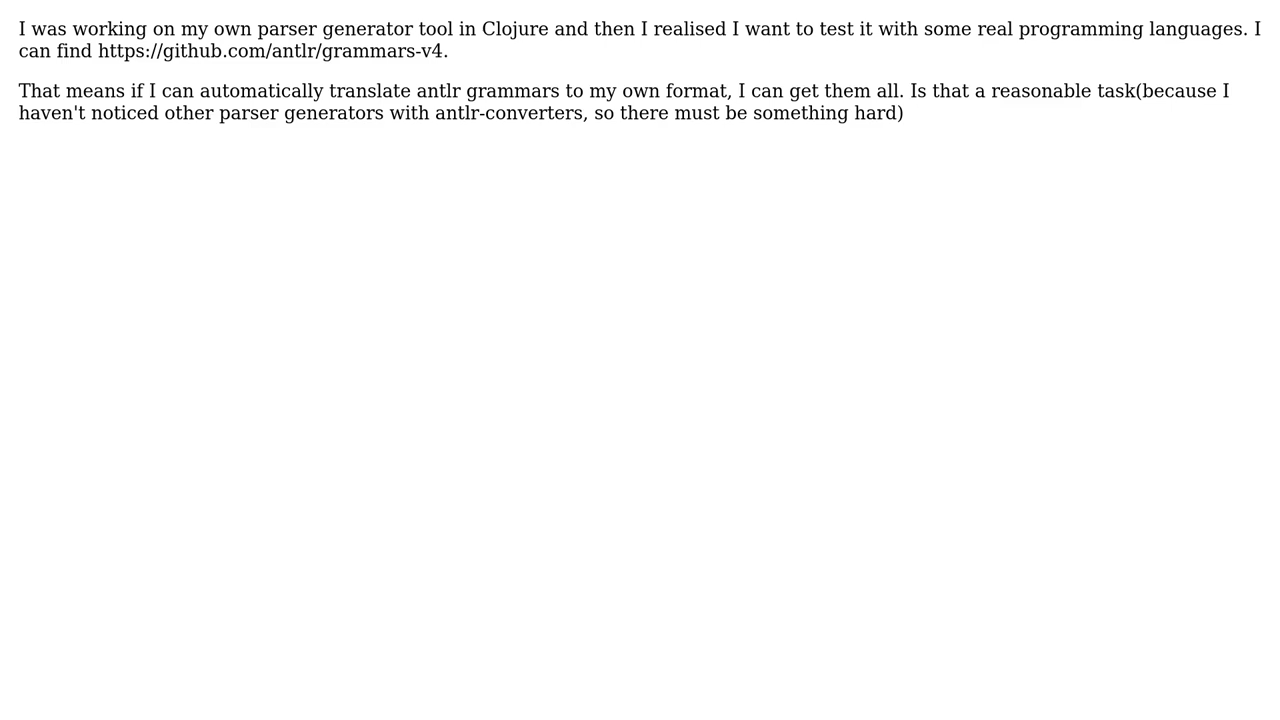 I was working on my own parser generator tool in Clojure and then I realised I want to test it with some real programming languages. I
can find https://github.com/antlr/grammars-v4.
That means if I can automatically translate antlr grammars to my own format, I can get them all. Is that a reasonable task(because I
haven't noticed other parser generators with antlr-converters, so there must be something hard)